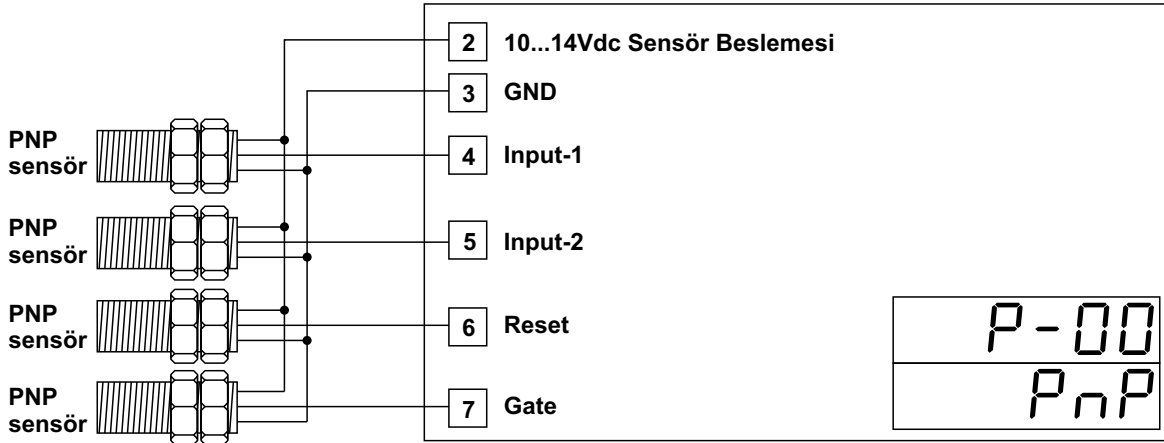 2 10...14Vdc Sensör Beslemesi
3 GND
PNP
sensör
4 Input-1
PNP
sensör
5 Input-2
PNP
sensör
6 Reset
PNP
sensör
7 Gate
P-00
PnP